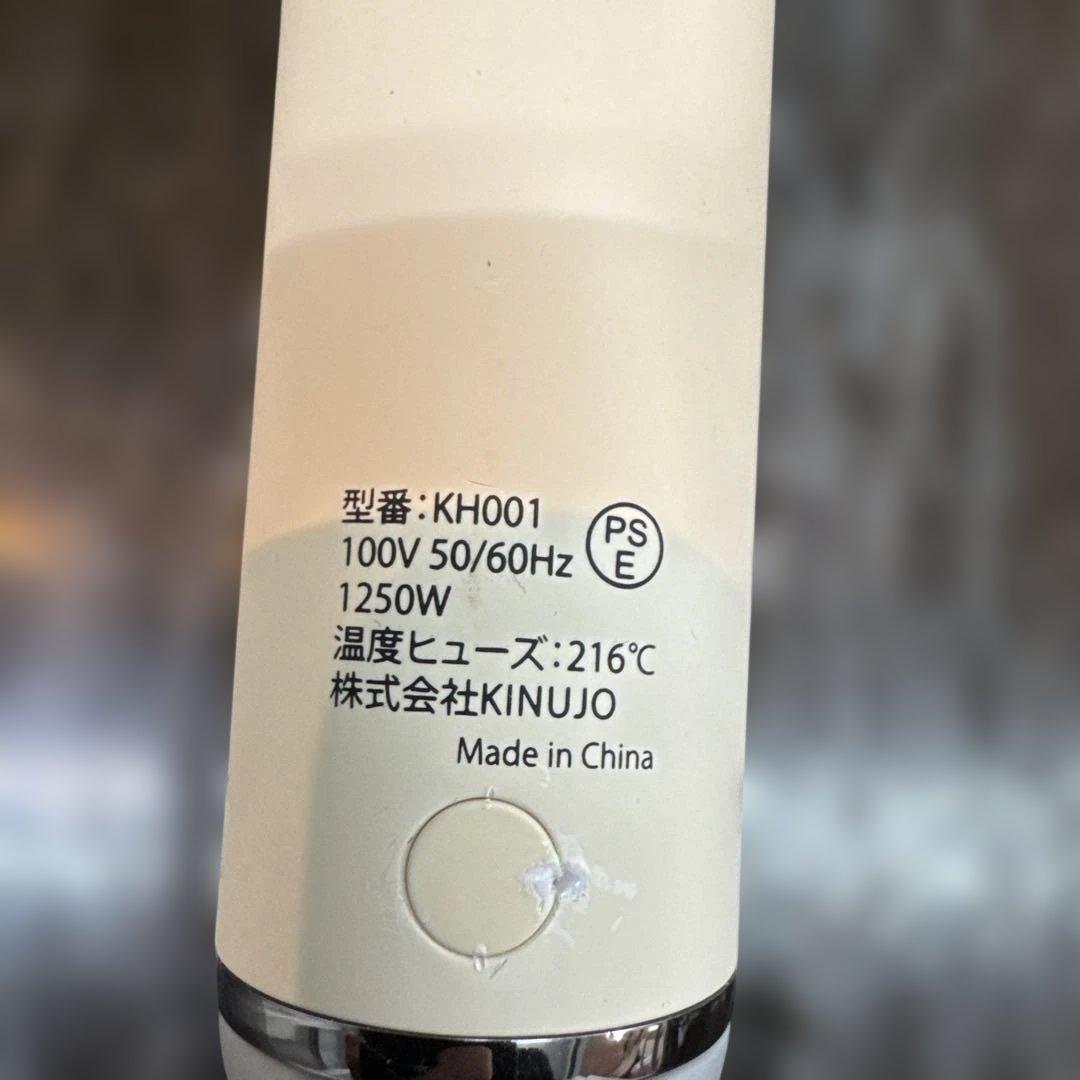 型番：KH001
100V 50/60Hz
PS
E
1250W
温度ヒューズ：216℃
株式会社KINUJO
Made in China